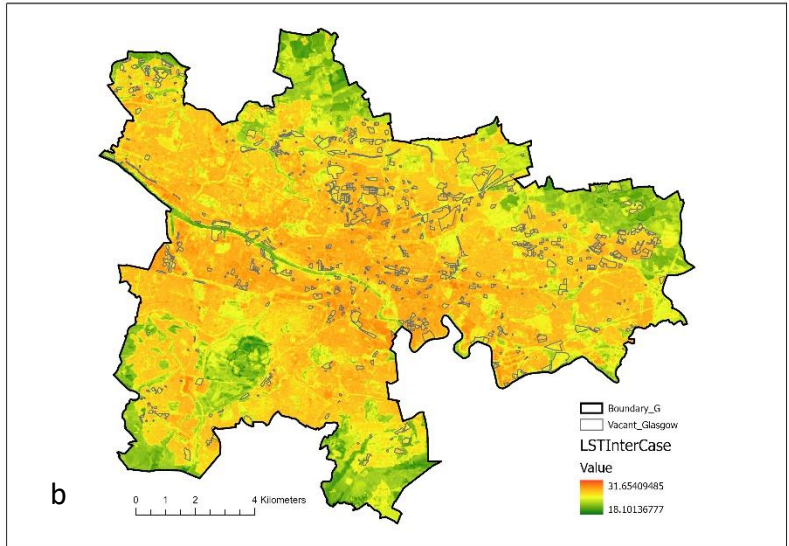 Boundary_G
Vacant_Glasgow
LSTInterCase
Value
31.65409485
18.10136777
b
0 1 2 4 Kilometers